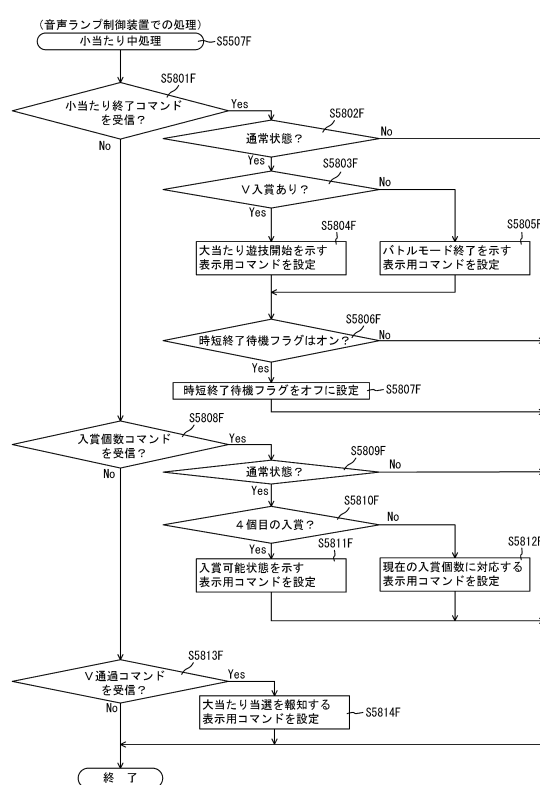 (音声ランプ制御装置での処理)
小当たり中処理
S5507F
S5801F
小当たり終了コマンド
を受信?
Yes
No
S5802F
通常状態?
No
Yes
S5803F
V入賞あり?
No
Yes
S5804F
大当たり遊技開始を示す
表示用コマンドを設定
S5805F
バトルモード終了を示す
表示用コマンドを設定
S5806F
時短終了待機フラグはオン?
No
Yes
時短終了待機フラグをオフに設定
S5807F
S5808F
入賞個数コマンド
を受信?
Yes
No
S5809F
通常状態?
No
Yes
S5810F
4個目の入賞?
No
Yes
S5811F
入賞可能状態を示す
表示用コマンドを設定
S5812F
現在の入賞個数に対応する
表示用コマンドを設定
S5813F
V通過コマンド
を受信?
Yes
No
大当たり当選を報知する
表示用コマンドを設定
S5814F
終 了